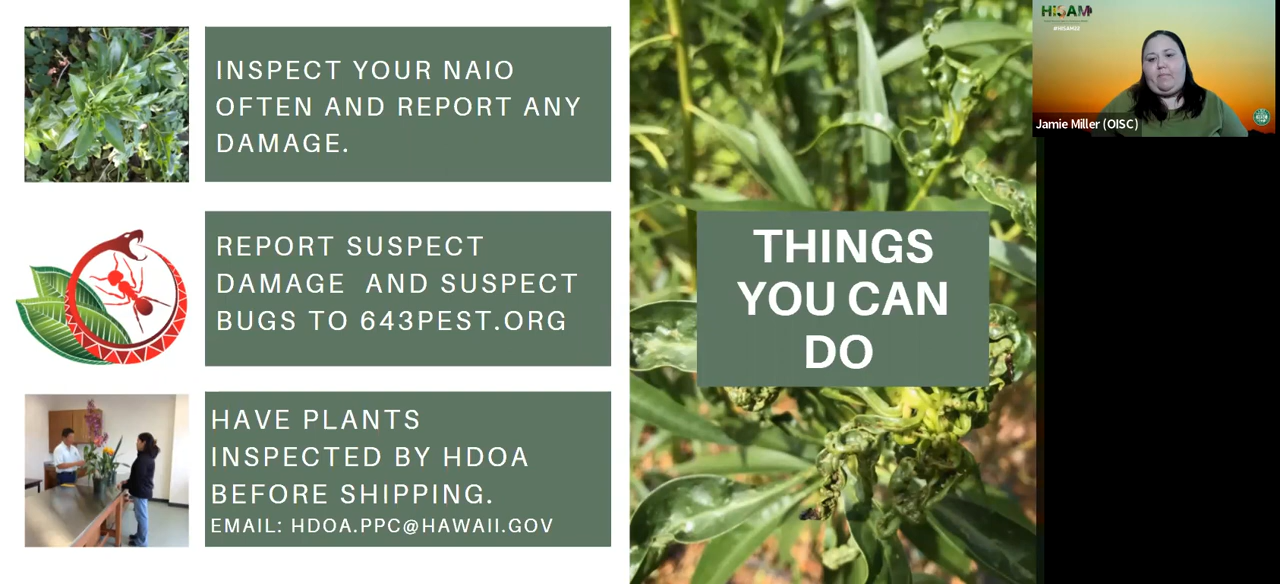 INSPECT YOUR NAIO
OFTEN AND REPORT ANY
DAMAGE.
REPORT SUSPECT
DAMAGE AND SUSPECT
BUGS TO 643PEST.ORG
HAVE PLANTS
INSPECTED BY HDOA
BEFORE SHIPPING.
EMAIL: HDOA.PPC@HAWAII.GOV
THINGS
YOU CAN
DO
HISAM
#HISAM22
Jamie Miller (OISC)